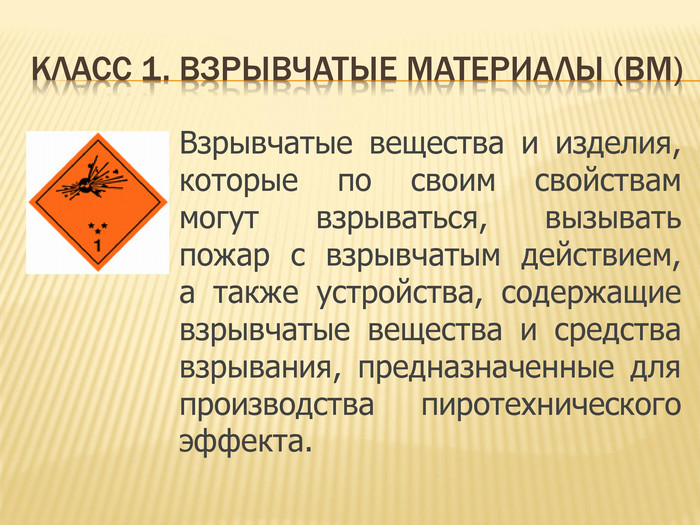 КЛАСС 1. ВЗРЫВЧАТЫЕ МАТЕРИАЛЫ (ВМ)
Взрывчатые вещества и изделия,
которые по своим свойствам
могут взрываться, вызывать
пожар с взрывчатым действием,
а также устройства, содержащие
взрывчатые вещества и средства
взрывания, предназначенные для
производства пиротехнического
эффекта.
***
1